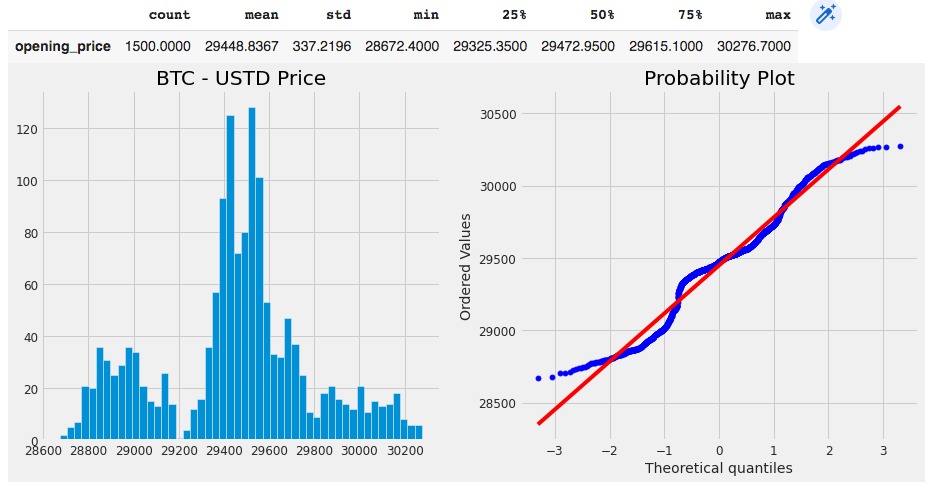 count mean std min 25% 50% 75% max
opening_price 1500.0000 29448.8367 337.2196 28672.4000 29325.3500 29472.9500 29615.1000 30276.7000
BTC - USTD Price
120
100
80
60
40
20
0
28600 28800 29000 29200 29400 29600 29800 30000 30200
Probability Plot
Ordered Values
30500
30000
29500
29000
28500
−3 −2 −1 0 1 2 3
Theoretical quantiles